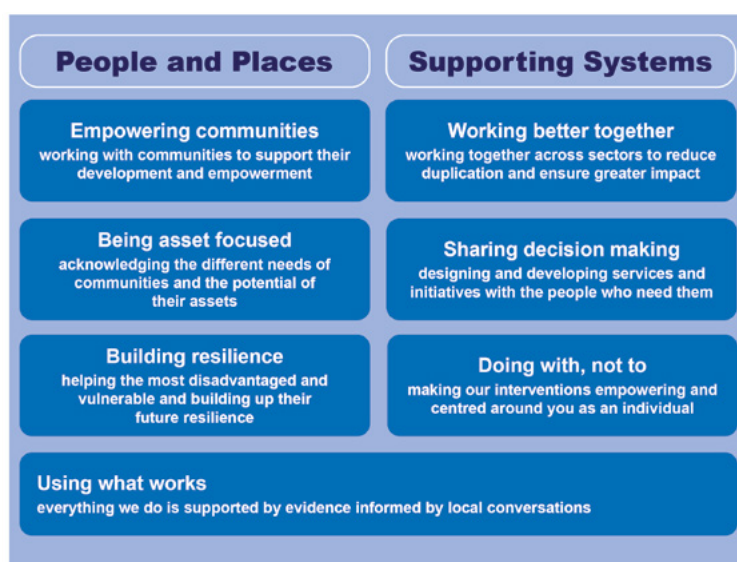 People and Places
Empowering communities
working with communities to support their
development and empowerment
Being asset focused
acknowledging the different needs of
communities and the potential of
their assets
Building resilience
helping the most disadvantaged and
vulnerable and building up their
future resilience
Supporting Systems
Working better together
working together across sectors to reduce
duplication and ensure greater impact
Sharing decision making
designing and developing services and
initiatives with the people who need them
Doing with, not to
making our interventions empowering and
centred around you as an individual
Using what works
everything we do is supported by evidence informed by local conversations